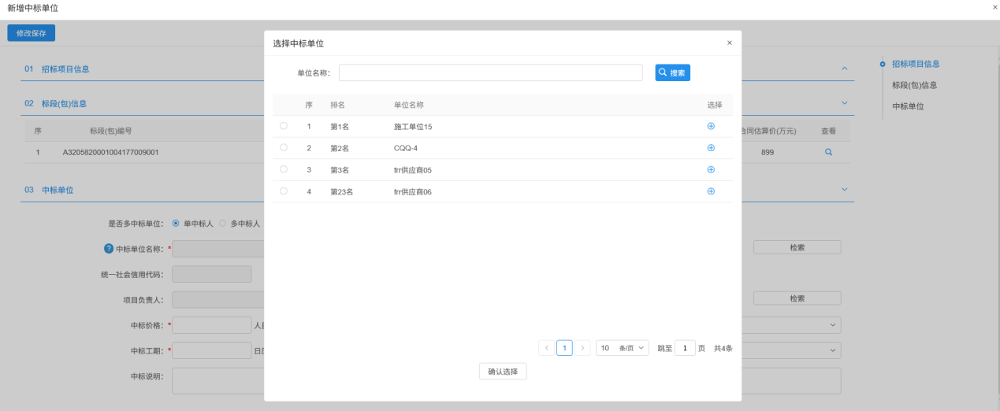 新增中标单位 ×
修改保存
选择中标单位 ×
单位名称: 搜索
序 排名 单位名称 选择
1 第1名 施工单位15
2 第2名 CQQ-4
3 第3名 frr供应商05
4 第23名 frr供应商06
1 10 条/页 跳至 1 页 共4条
确认选择
01 招标项目信息
02 标段(包)信息
序 标段(包)编号 合同估算价(万元) 查看
1 A3205820001004177009001 899
03 中标单位
是否多中标单位: 单中标人 多中标人
? 中标单位名称: * 检索
统一社会信用代码:
项目负责人: 检索
中标价格: * 人
中标工期: * 日
中标说明:
招标项目信息
标段(包)信息
中标单位